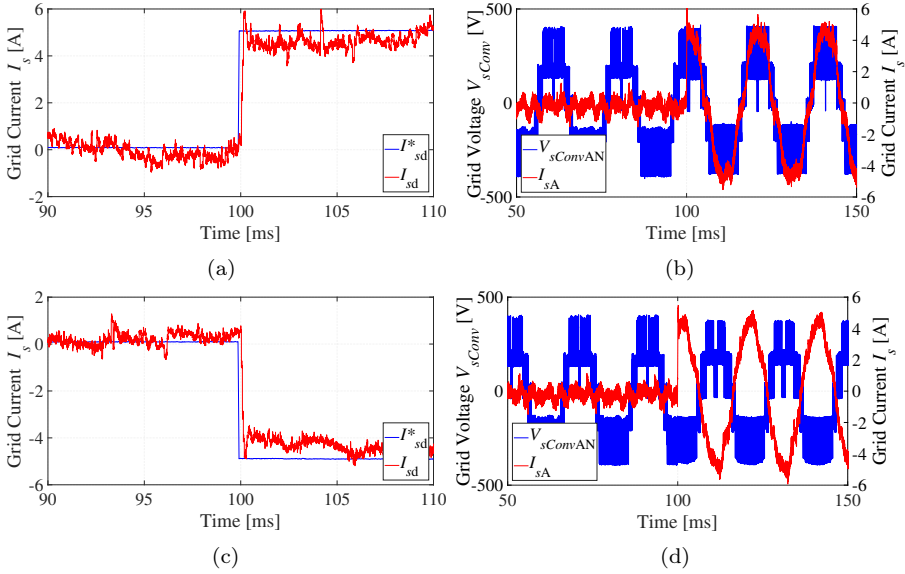 6
4
2
0
-2
Grid Current I_s [A]
I*_sd
I_sd
90
95
100
105
110
Time [ms]
(a)
500
0
-500
Grid Voltage V_sConv [V]
V_sConvAN
I_sA
6
4
2
0
-2
-4
-6
Grid Current I_s [A]
50
100
150
Time [ms]
(b)
2
0
-2
-4
-6
Grid Current I_s [A]
I*_sd
I_sd
90
95
100
105
110
Time [ms]
(c)
500
0
-500
Grid Voltage V_sConv [V]
V_sConvAN
I_sA
6
4
2
0
-2
-4
-6
Grid Current I_s [A]
50
100
150
Time [ms]
(d)